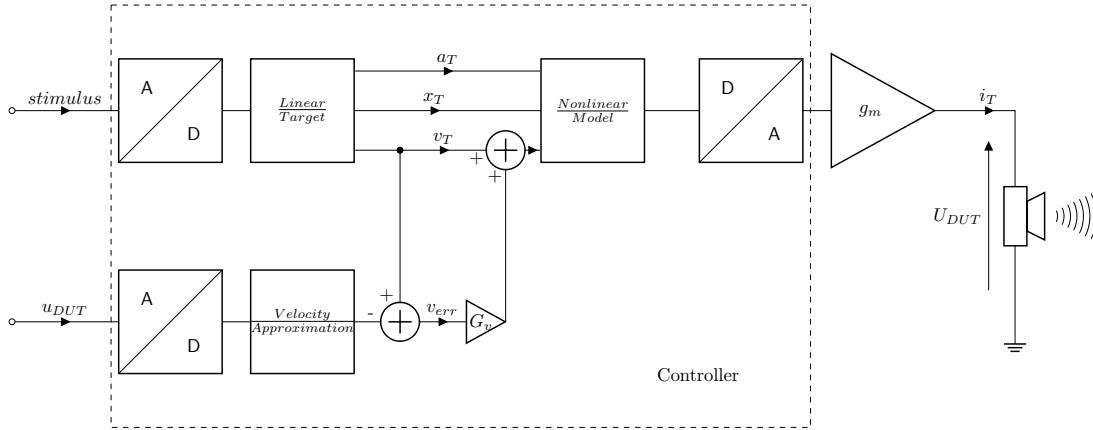 stimulus
A
D
Linear
Target
a_T
x_T
v_T
+
+
Nonlinear
Model
D
A
g_m
i_T
U_DUT
u_DUT
A
D
Velocity
Approximation
-
+
v_err
G_v
Controller